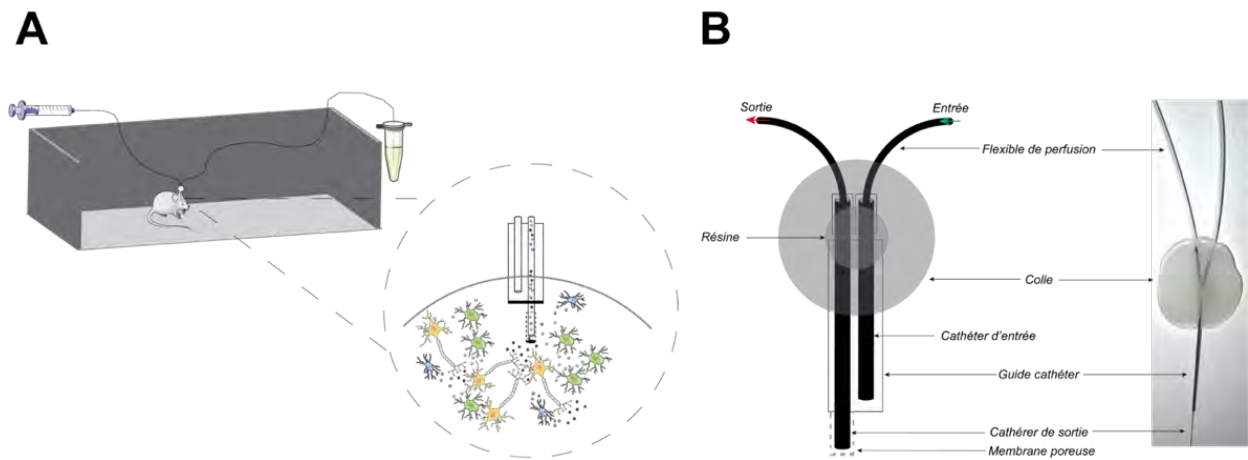 A
B
Sortie
Entrée
Flexible de perfusion
Résine
Colle
Cathéter d'entrée
Guide cathéter
Cathérer de sortie
Membrane poreuse